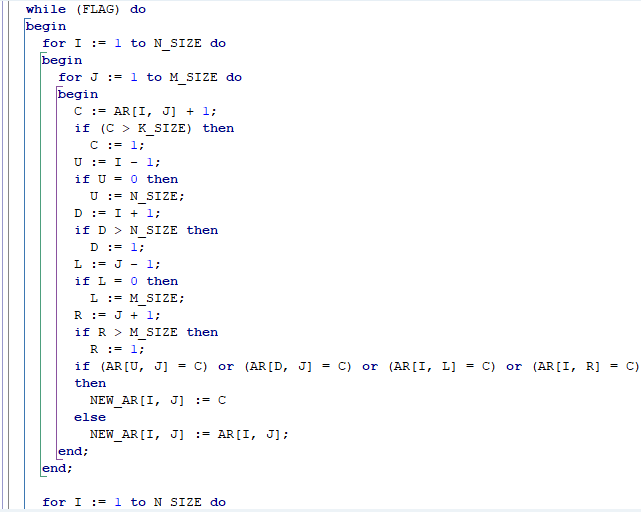 while (FLAG) do
begin
for I := 1 to N_SIZE do
begin
for J := 1 to M_SIZE do
begin
C := AR[I, J] + 1;
if (C > K_SIZE) then
C := 1;
U := I - 1;
if U = 0 then
U := N_SIZE;
D := I + 1;
if D > N_SIZE then
D := 1;
L := J - 1;
if L = 0 then
L := M_SIZE;
R := J + 1;
if R > M_SIZE then
R := 1;
if (AR[U, J] = C) or (AR[D, J] = C) or (AR[I, L] = C) or (AR[I, R] = C)
then
NEW_AR[I, J] := C
else
NEW_AR[I, J] := AR[I, J];
end;
end;
for I := 1 to N_SIZE do